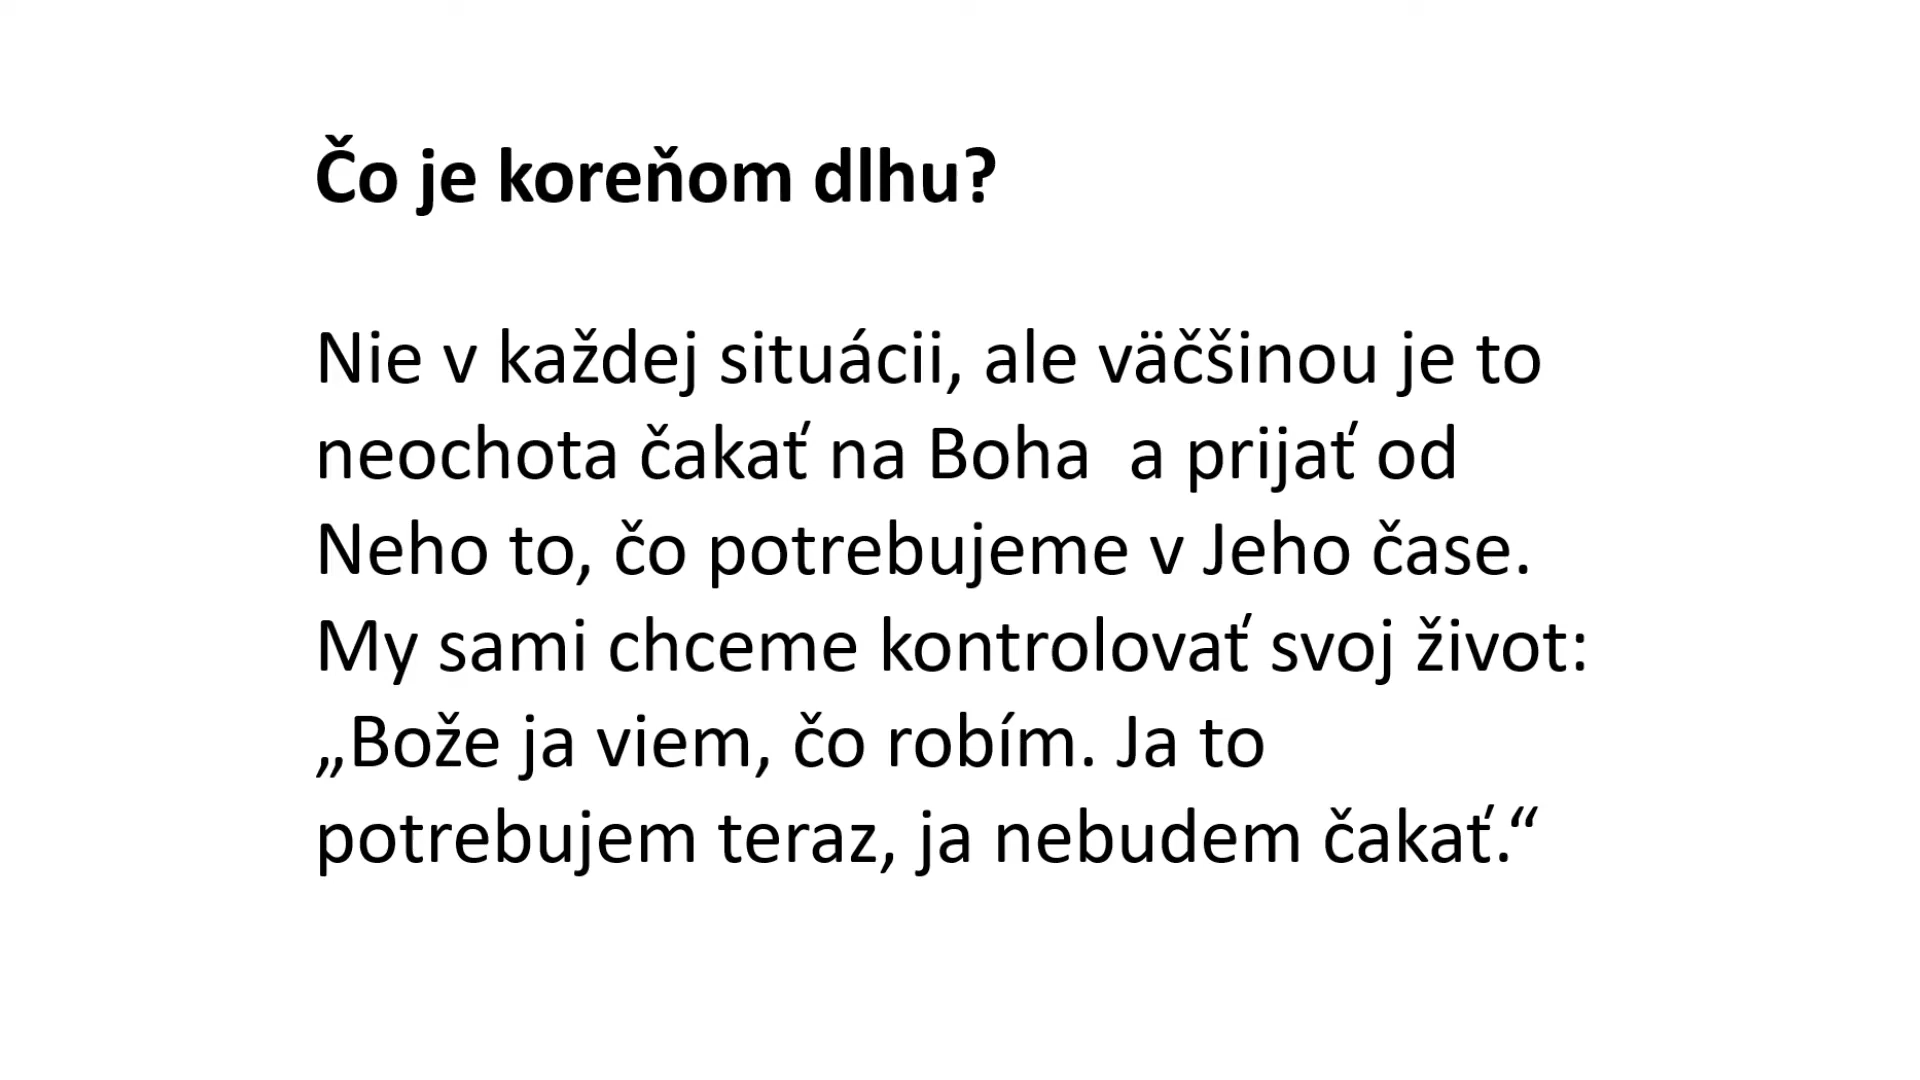 Čo je koreňom dlhu?
Nie v každej situácii, ale väčšinou je to
neochota čakať na Boha  a prijať od
Neho to, čo potrebujeme v Jeho čase.
My sami chceme kontrolovať svoj život:
„Bože ja viem, čo robím. Ja to
potrebujem teraz, ja nebudem čakať.“